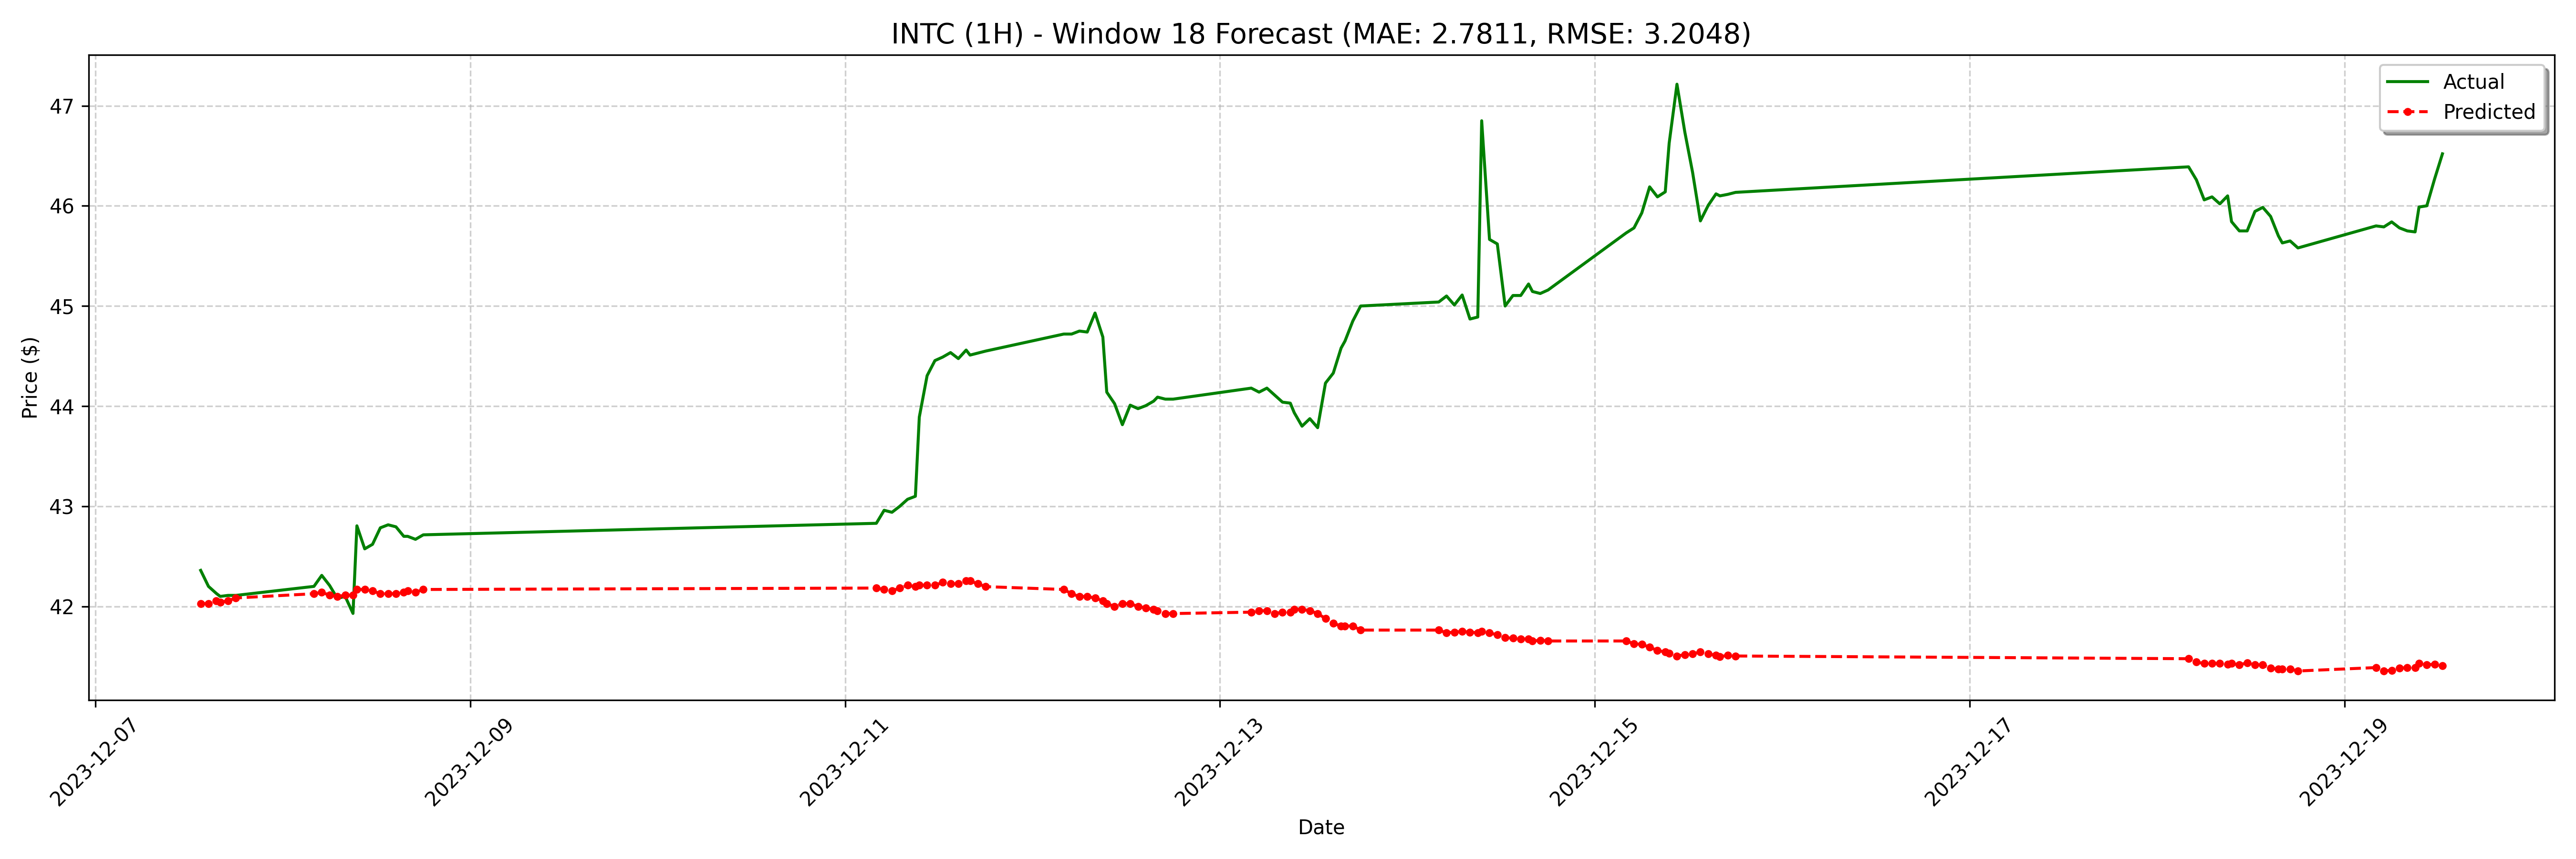 INTC (1H) - Window 18 Forecast (MAE: 2.7811, RMSE: 3.2048)
Actual
Predicted
Price ($)
47
46
45
44
43
42
2023-12-07
2023-12-09
2023-12-11
2023-12-13
2023-12-15
2023-12-17
2023-12-19
Date